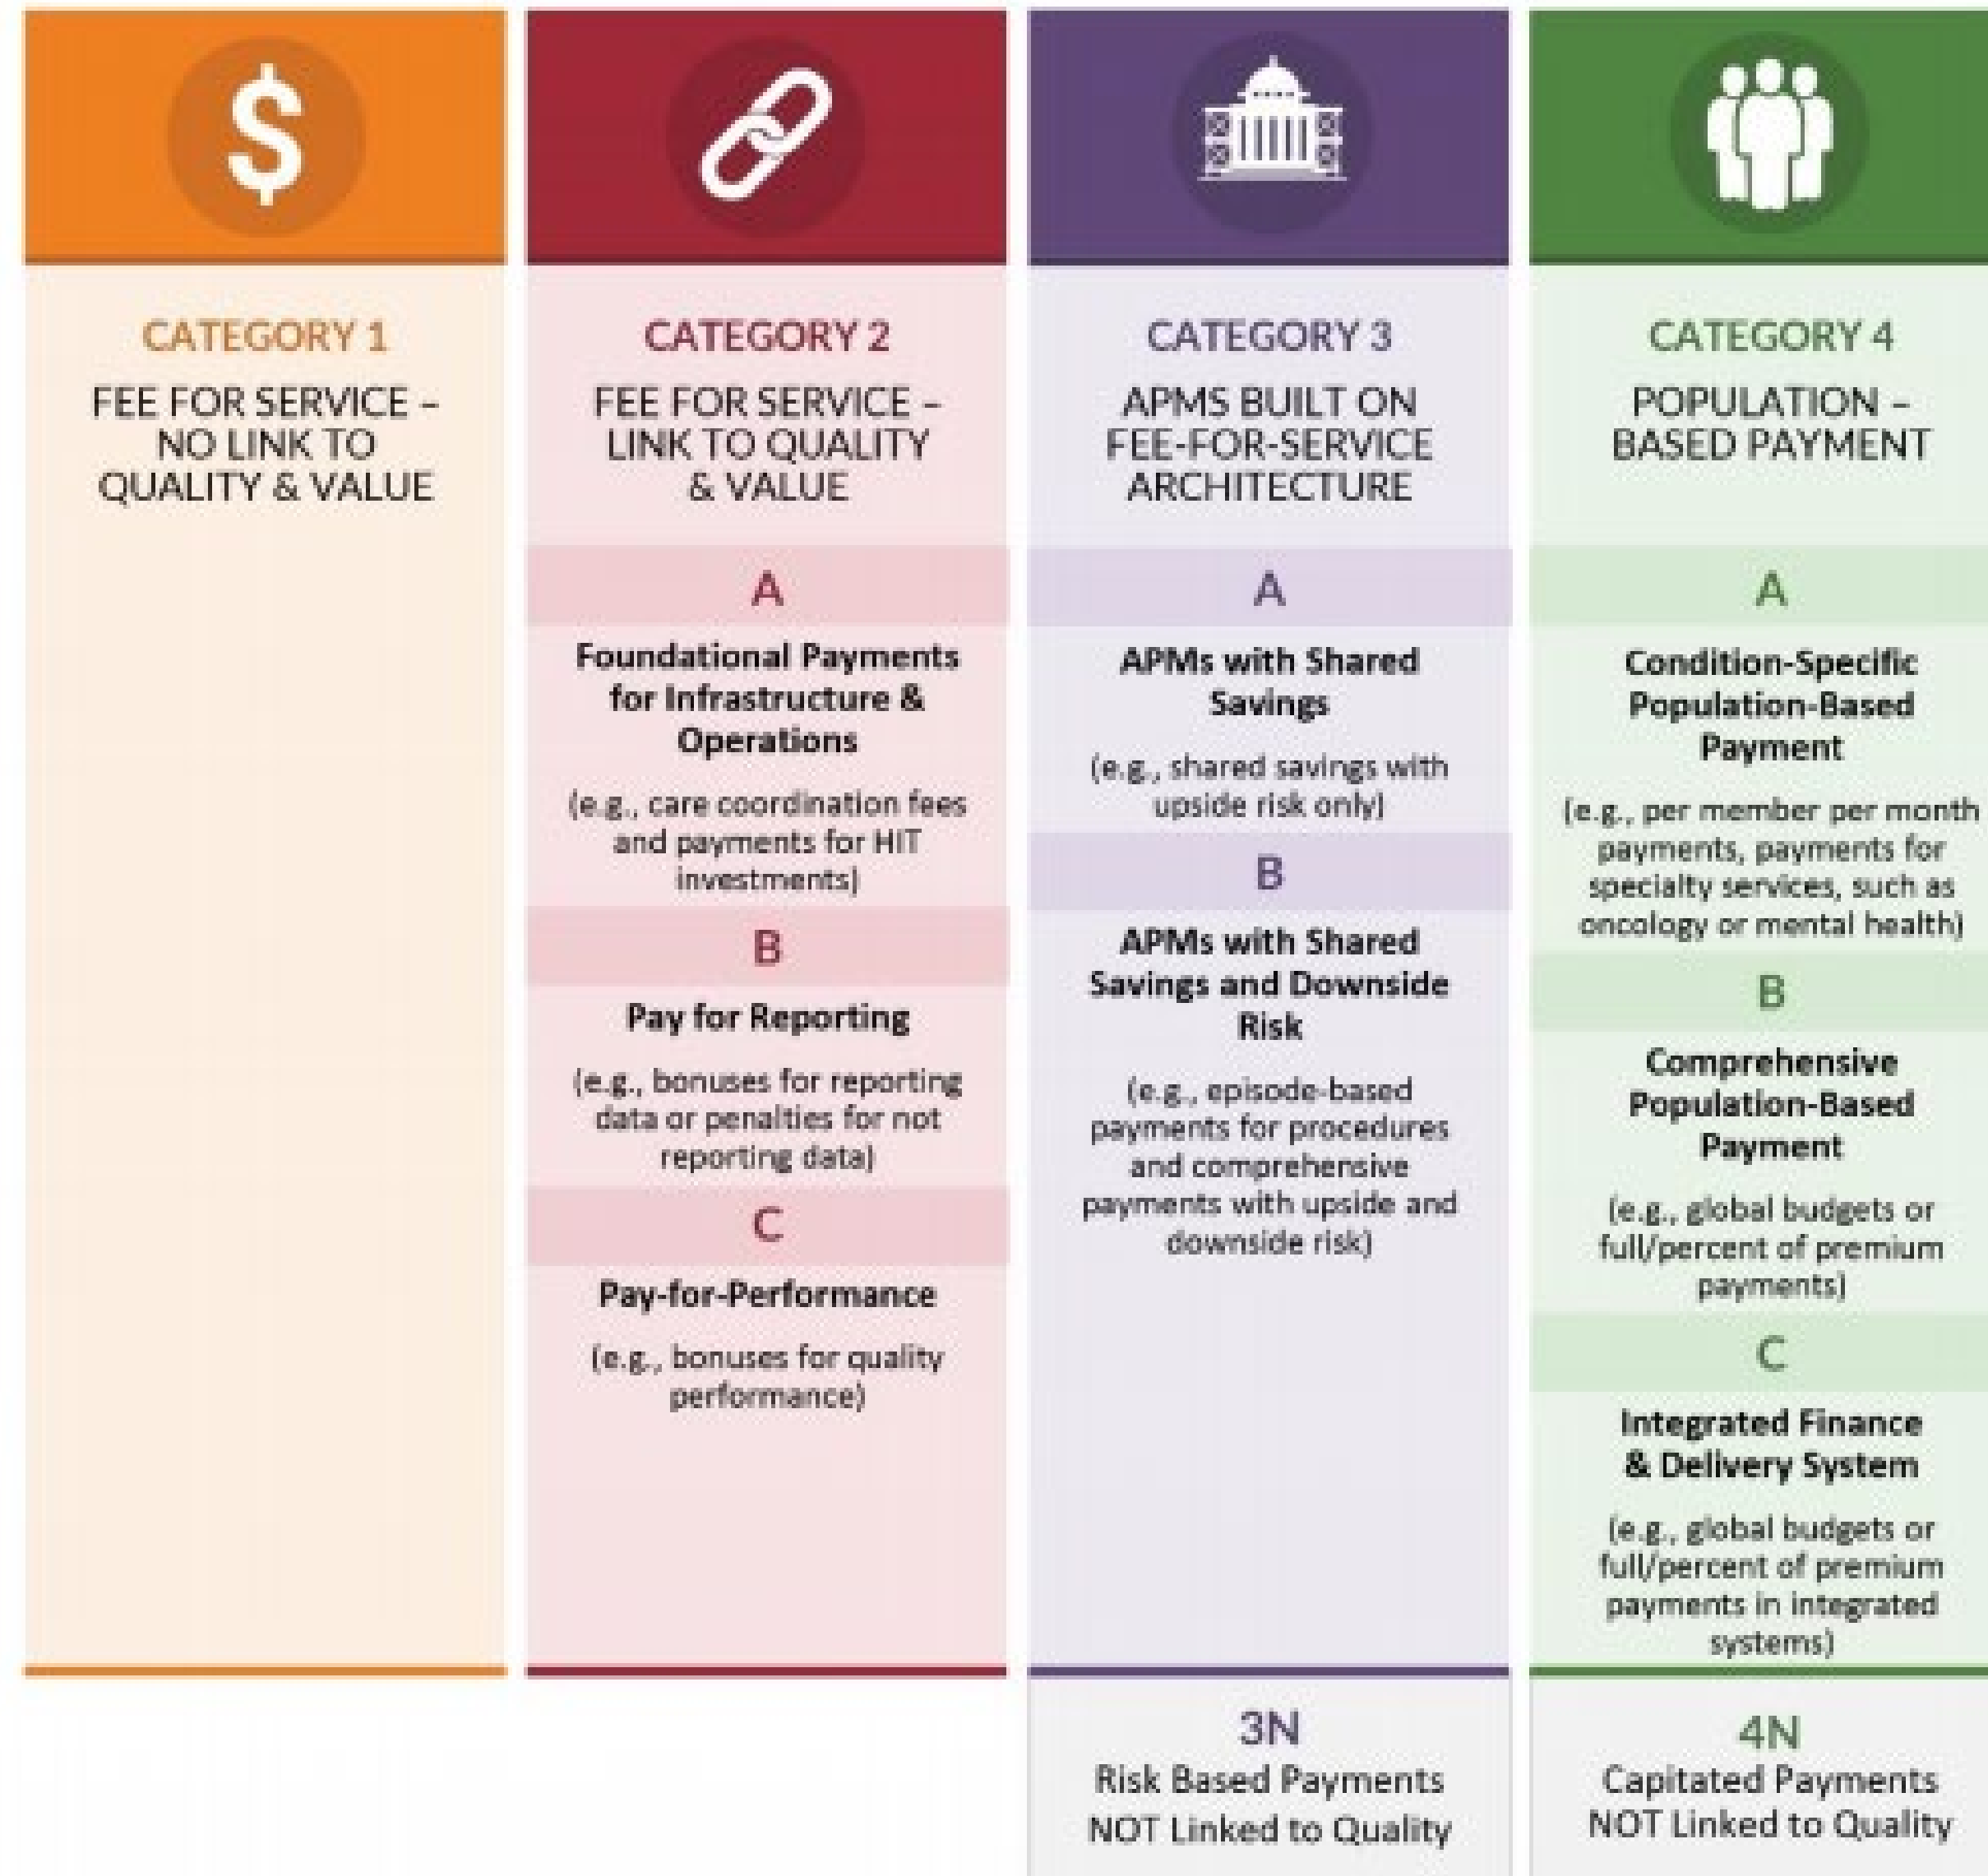 $
CATEGORY 1
FEE FOR SERVICE –
NO LINK TO
QUALITY & VALUE
CATEGORY 2
FEE FOR SERVICE –
LINK TO QUALITY
& VALUE
A
Foundational Payments
for Infrastructure &
Operations
(e.g., care coordination fees
and payments for HIT
investments)
B
Pay for Reporting
(e.g., bonuses for reporting
data or penalties for not
reporting data)
C
Pay-for-Performance
(e.g., bonuses for quality
performance)
CATEGORY 3
APMS BUILT ON
FEE-FOR-SERVICE
ARCHITECTURE
A
APMs with Shared
Savings
(e.g., shared savings with
upside risk only)
B
APMs with Shared
Savings and Downside
Risk
(e.g., episode-based
payments for procedures
and comprehensive
payments with upside and
downside risk)
3N
Risk Based Payments
NOT Linked to Quality
CATEGORY 4
POPULATION –
BASED PAYMENT
A
Condition-Specific
Population-Based
Payment
(e.g., per member per month
payments, payments for
specialty services, such as
oncology or mental health)
B
Comprehensive
Population-Based
Payment
(e.g., global budgets or
full/percent of premium
payments)
C
Integrated Finance
& Delivery System
(e.g., global budgets or
full/percent of premium
payments in integrated
systems)
4N
Capitated Payments
NOT Linked to Quality